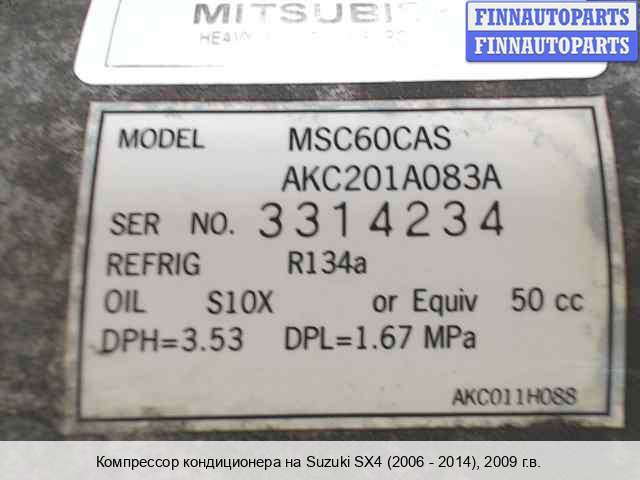 MITSUBIS
FINNAUTOPARTS
FINNAUTOPARTS
MODEL MSC60CAS
AKC201A083A
SER NO. 3314234
REFRIG R134a
OIL S10X or Equiv 50 cc
DPH=3.53 DPL=1.67 MPa
AKC011H088
Компрессор кондиционера на Suzuki SX4 (2006 - 2014), 2009 г.в.